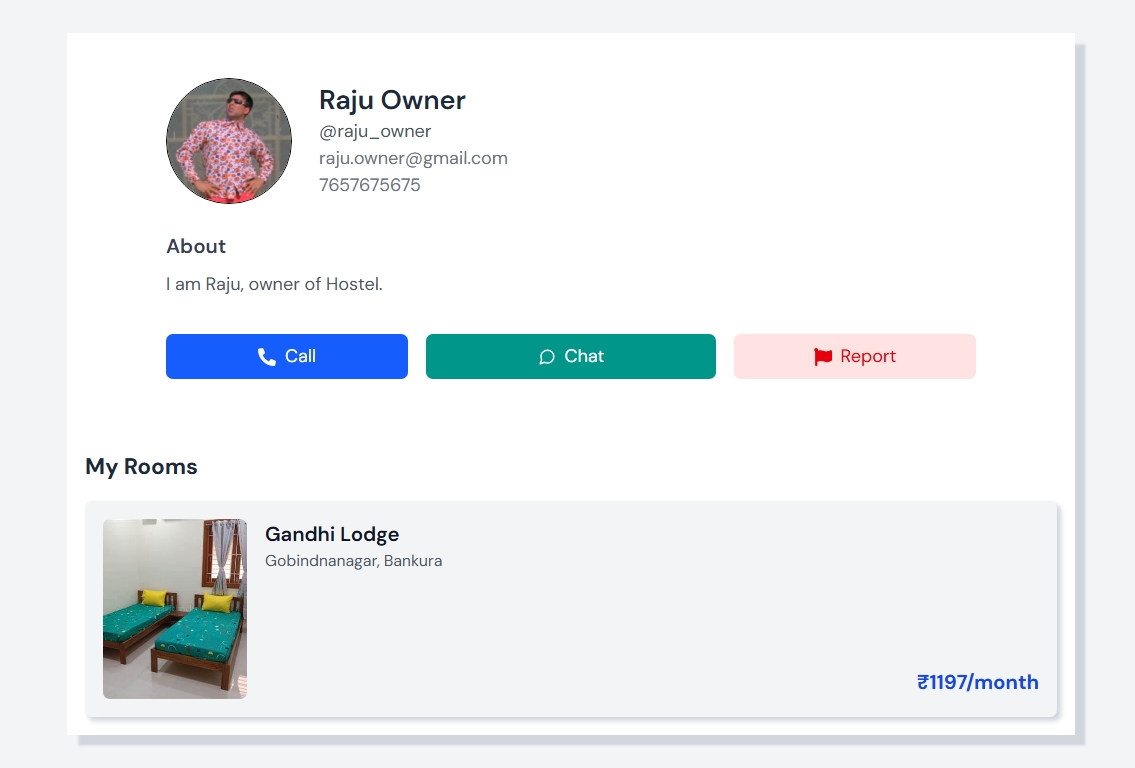 Raju Owner
@raju_owner
raju.owner@gmail.com
7657675675
About
I am Raju, owner of Hostel.
Call
Chat
Report
My Rooms
Gandhi Lodge
Gobindnanagar, Bankura
₹1197/month